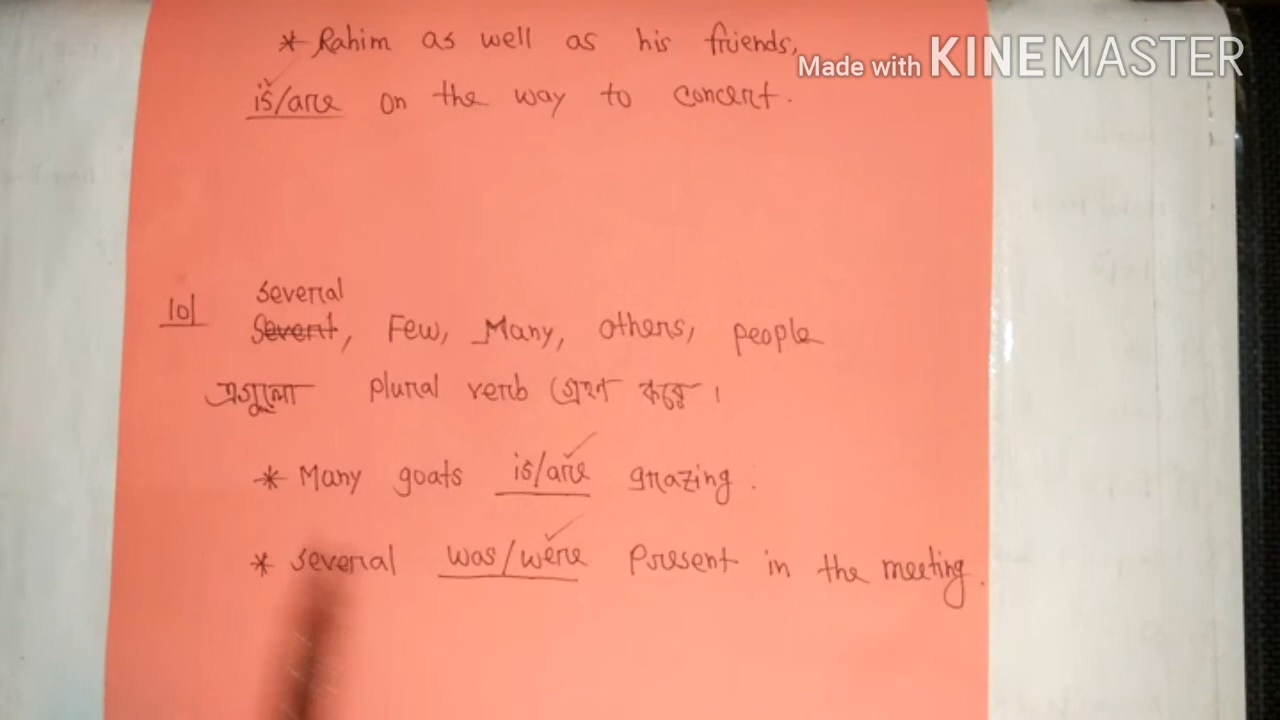 * Rahim as well as his friends,
Made with KINEMASTER
is/are on the way to concert.
several
10| Severt, Few, Many, others, people
এগুলো plural verb গ্রহণ করে।
* Many goats is/are grazing.
* several was/were Present in the meeting.